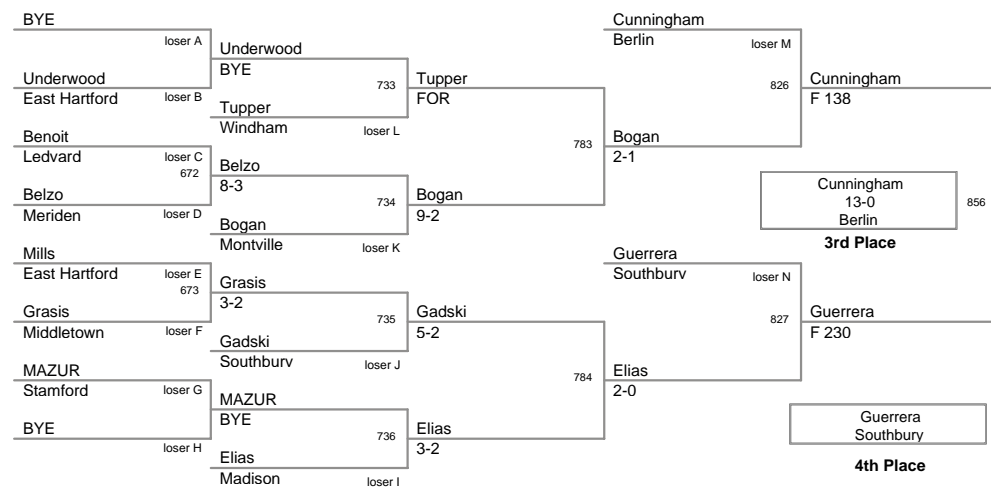 BYE
loser A
Underwood
East Hartford
loser B
Benoit
Ledvard
loser C
672
Belzo
Meriden
loser D
Mills
East Hartford
loser E
673
Grasis
Middletown
loser F
MAZUR
Stamford
loser G
BYE
loser H
Underwood
BYE
733
Tupper
Windham
loser L
Belzo
8-3
734
Bogan
Montville
loser K
Grasis
3-2
735
Gadski
Southburv
loser J
MAZUR
BYE
736
Elias
Madison
loser I
Tupper
FOR
783
Bogan
9-2
Gadski
5-2
784
Elias
3-2
Cunningham
Berlin
loser M
826
Bogan
2-1
Guerrera
Southburv
loser N
827
Elias
2-0
Cunningham
F 138
Cunningham
13-0
Berlin
856
3rd Place
Guerrera
F 230
Guerrera
Southbury
4th Place